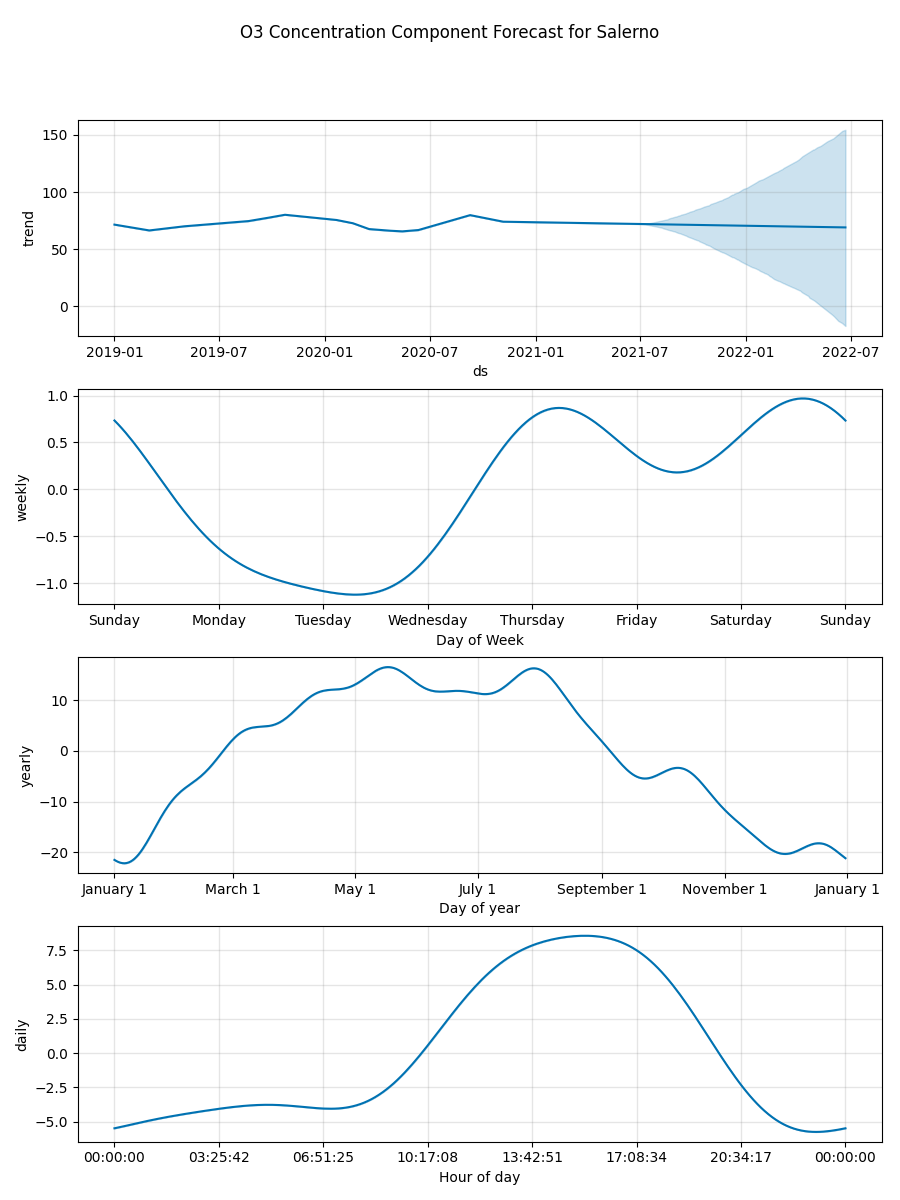 O3 Concentration Component Forecast for Salerno
150
100
50
0
trend
2019-01 2019-07 2020-01 2020-07 2021-01 2021-07 2022-01 2022-07
ds
1.0
0.5
0.0
−0.5
−1.0
weekly
Sunday Monday Tuesday Wednesday Thursday Friday Saturday Sunday
Day of Week
10
0
−10
−20
yearly
January 1 March 1 May 1 July 1 September 1 November 1 January 1
Day of year
7.5
5.0
2.5
0.0
−2.5
−5.0
daily
00:00:00 03:25:42 06:51:25 10:17:08 13:42:51 17:08:34 20:34:17 00:00:00
Hour of day